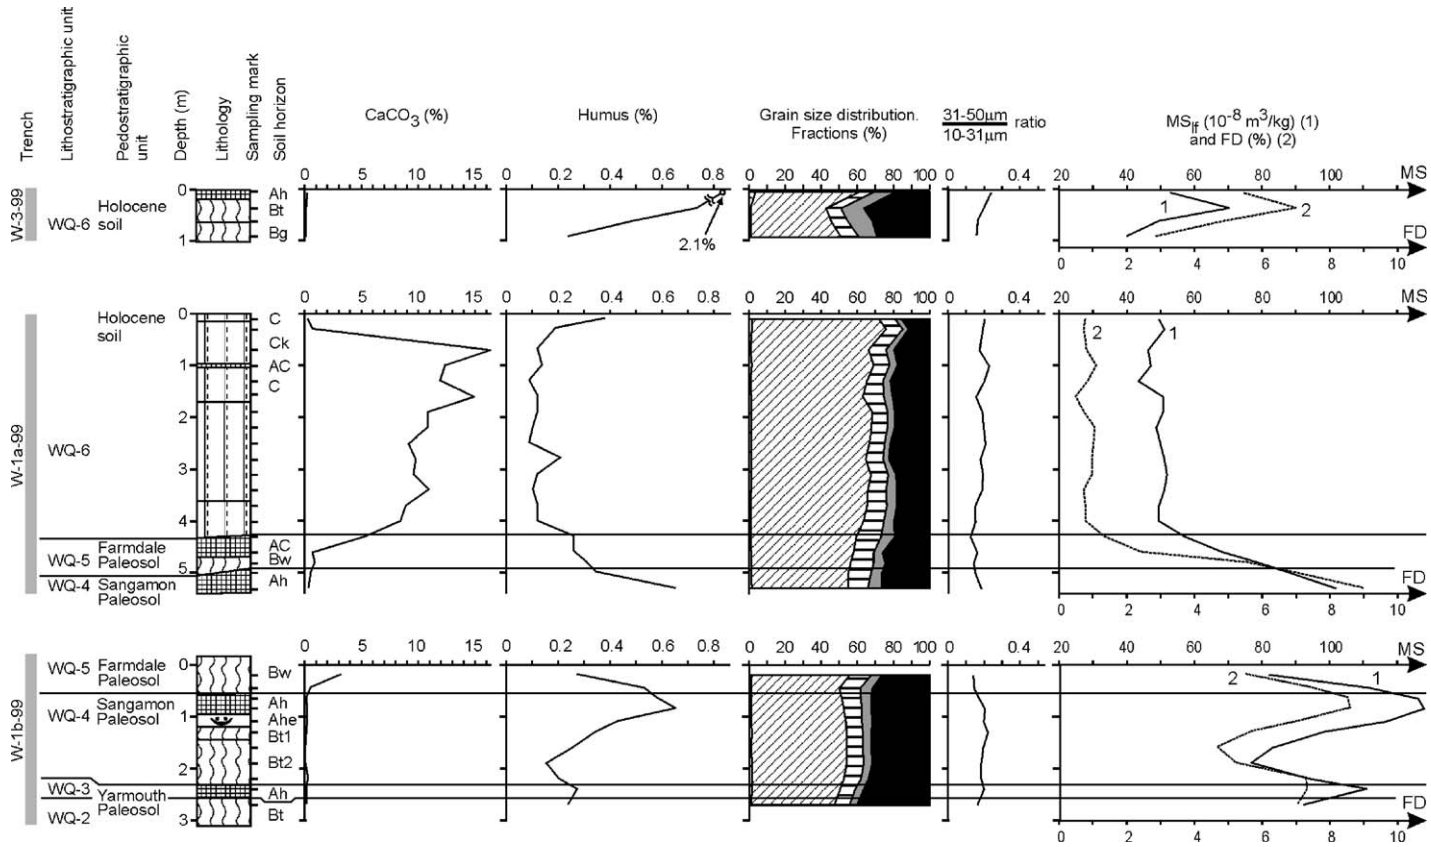 Trench
Lithostratigraphic unit
Pedostratigraphic
unit
Depth (m)
Lithology
Sampling mark
Soil horizon
CaCO3 (%)
Humus (%)
Grain size distribution.
Fractions (%)
31-50µm
10-31µm
ratio
MSlf (10-8 m3/kg) (1)
and FD (%) (2)
W-3-99
WQ-6
Holocene
soil
0
1
Ah
Bt
Bg
0 5 10 15
0 0.2 0.4 0.6 0.8
2.1%
0 20 40 60 80 100
0 0.4
20 40 60 80 100 MS
1
2
FD
0 2 4 6 8 10
W-1a-99
Holocene
soil
WQ-6
WQ-5
Farmdale
Paleosol
WQ-4
Sangamon
Paleosol
0
1
2
3
4
5
C
Ck
AC
C
AC
Bw
Ah
0 5 10 15
0 0.2 0.4 0.6 0.8
0 20 40 60 80 100
0 0.4
20 40 60 80 100 MS
2
1
FD
0 2 4 6 8 10
W-1b-99
WQ-5
Farmdale
Paleosol
WQ-4
Sangamon
Paleosol
WQ-3
Yarmouth
Paleosol
WQ-2
0
1
2
3
Bw
Ah
Ahe
Bt1
Bt2
Ah
Bt
0 5 10 15
0 0.2 0.4 0.6 0.8
0 20 40 60 80 100
0 0.4
20 40 60 80 100 MS
2
1
FD
0 2 4 6 8 10